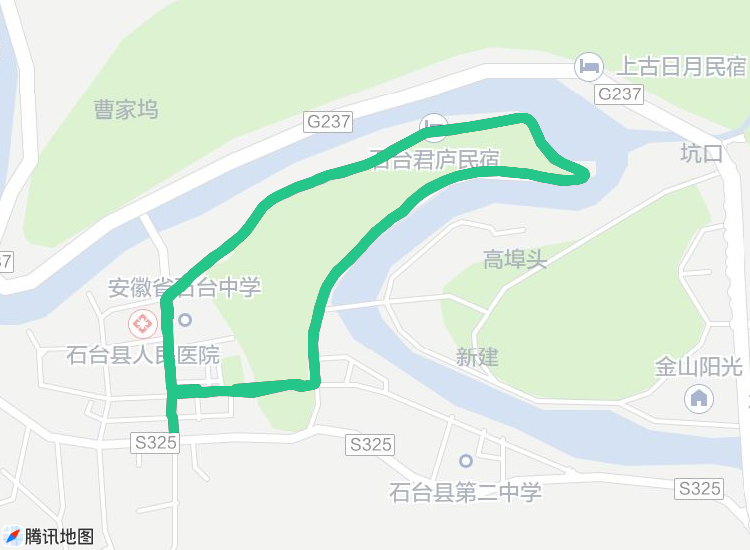 上古日月民宿
G237
曹家坞
G237
坑口
石台君庐民宿
高埠头
37
安徽省石台中学
石台县人民医院
新建
金山阳光
S325
S325
石台县第二中学
S325
腾讯地图